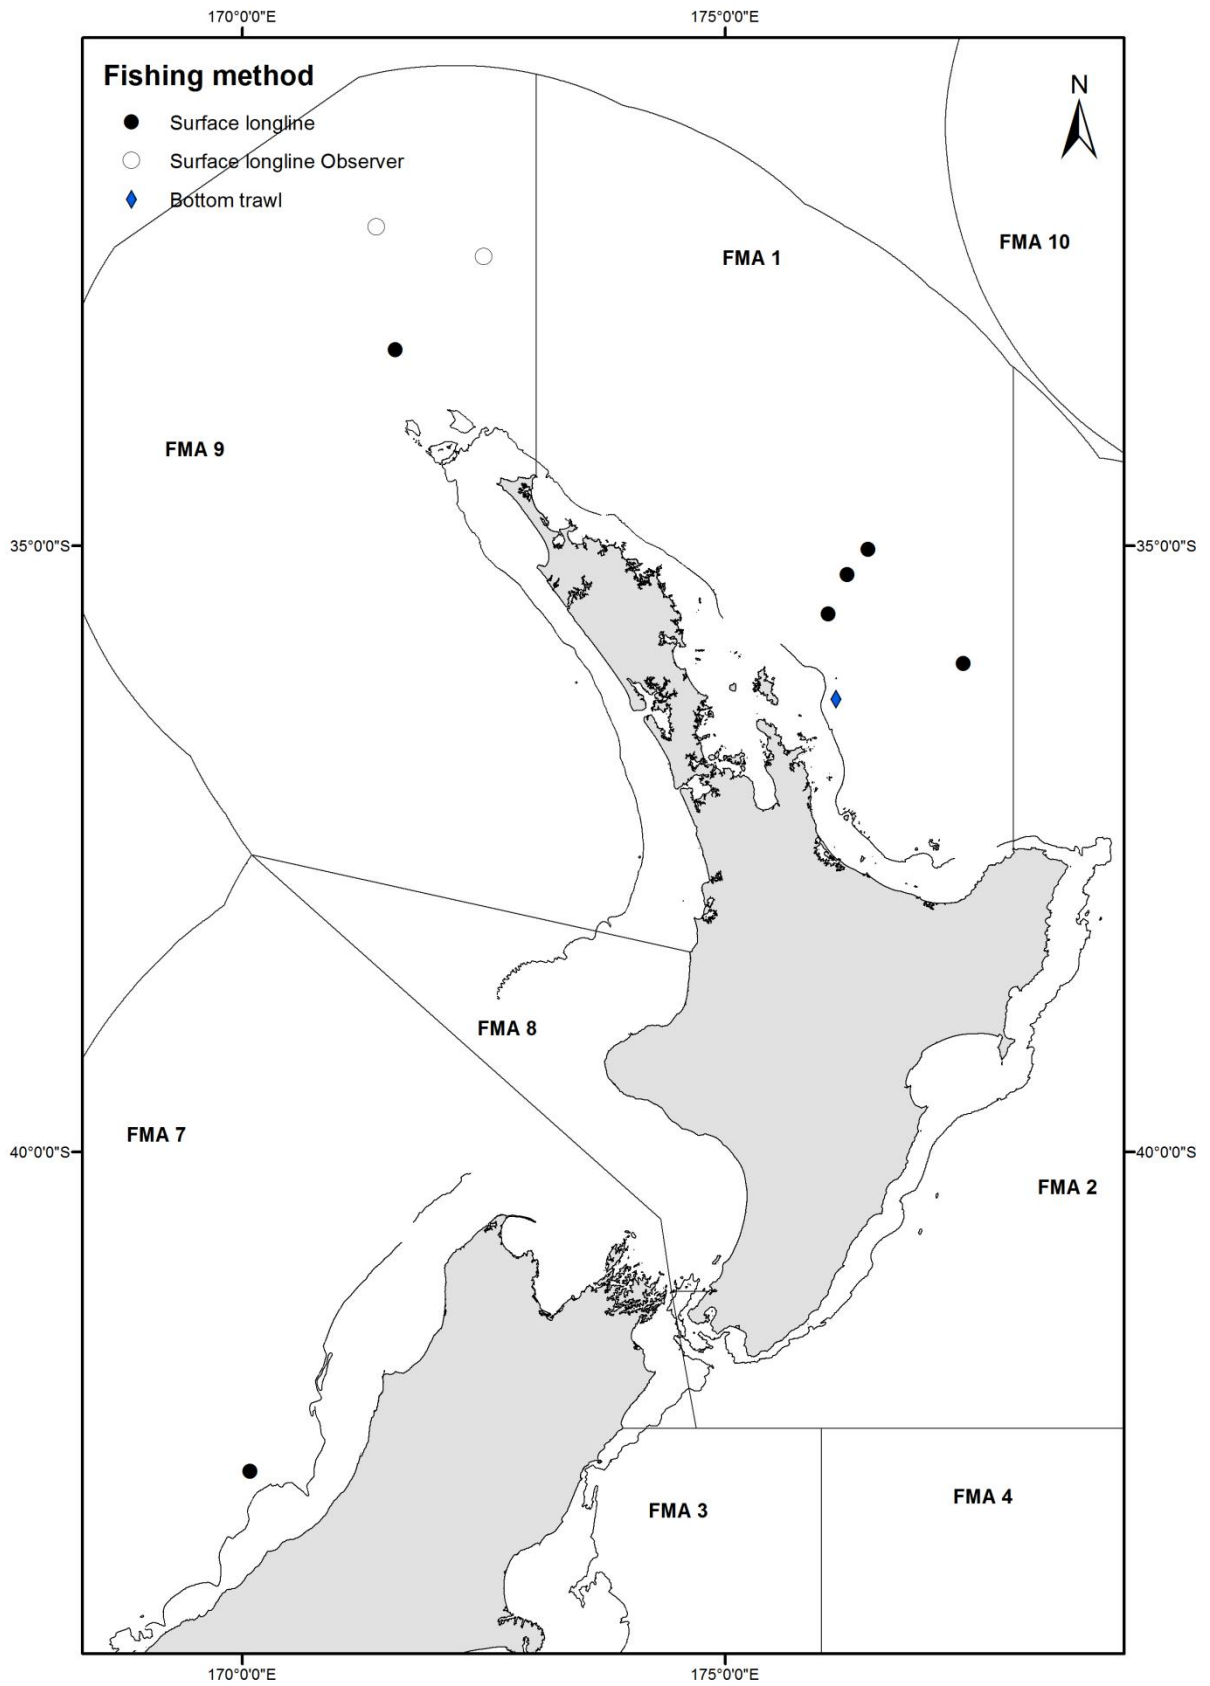 170°0'0"E 175°0'0"E
Fishing method
N
Surface longline
Surface longline Observer
Bottom trawl
FMA 10
FMA 1
FMA 9
35°0'0"S 35°0'0"S
FMA 8
FMA 7
40°0'0"S 40°0'0"S
FMA 2
FMA 4
FMA 3
170°0'0"E 175°0'0"E